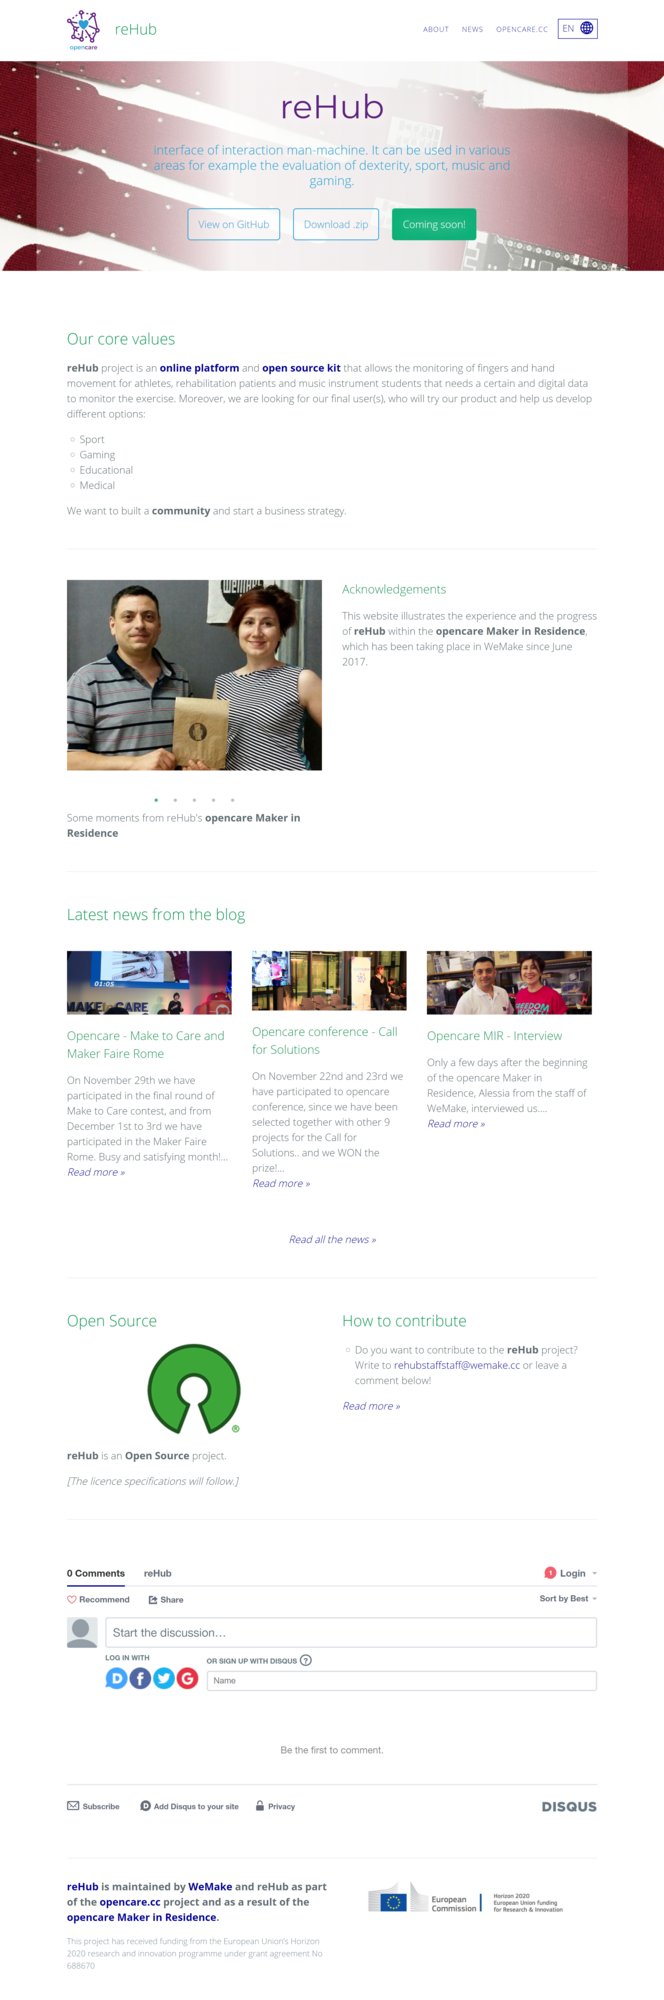 opencare
reHub
ABOUT NEWS OPENCARE.CC EN
reHub
interface of interaction man-machine. It can be used in various
areas for example the evaluation of dexterity, sport, music and
gaming.
View on GitHub Download .zip Coming soon!
Our core values
reHub project is an online platform and open source kit that allows the monitoring of fingers and hand
movement for athletes, rehabilitation patients and music instrument students that needs a certain and digital data
to monitor the exercise. Moreover, we are looking for our final user(s), who will try our product and help us develop
different options:
Sport
Gaming
Educational
Medical
We want to built a community and start a business strategy.
Acknowledgements
This website illustrates the experience and the progress
of reHub within the opencare Maker in Residence,
which has been taking place in WeMake since June
2017.
Some moments from reHub's opencare Maker in
Residence
Latest news from the blog
01:05
MAKE to CARE
Opencare - Make to Care and
Maker Faire Rome
On November 29th we have
participated in the final round of
Make to Care contest, and from
December 1st to 3rd we have
participated in the Maker Faire
Rome. Busy and satisfying month!...
Read more »
Opencare conference - Call
for Solutions
On November 22nd and 23rd we
have partecipated to opencare
conference, since we have been
selected together with other 9
projects for the Call for
Solutions.. and we WON the
prize!...
Read more »
Opencare MIR - Interview
Only a few days after the beginning
of the opencare Maker in
Residence, Alessia from the staff of
WeMake, interviewed us....
Read more »
Read all the news »
Open Source
®
reHub is an Open Source project.
[The licence specifications will follow.]
How to contribute
Do you want to contribute to the reHub project?
Write to rehubstaffstaff@wemake.cc or leave a
comment below!
Read more »
0 Comments reHub 1 Login
Recommend Share Sort by Best
Start the discussion...
LOG IN WITH
OR SIGN UP WITH DISQUS ?
Name
Be the first to comment.
Subscribe Add Disqus to your site Privacy DISQUS
reHub is maintained by WeMake and reHub as part
of the opencare.cc project and as a result of the
opencare Maker in Residence.
This project has received funding from the European Union's Horizon
2020 research and innovation programme under grant agreement No
688670
European
Commission
Horizon 2020
European Union funding
for Research & Innovation